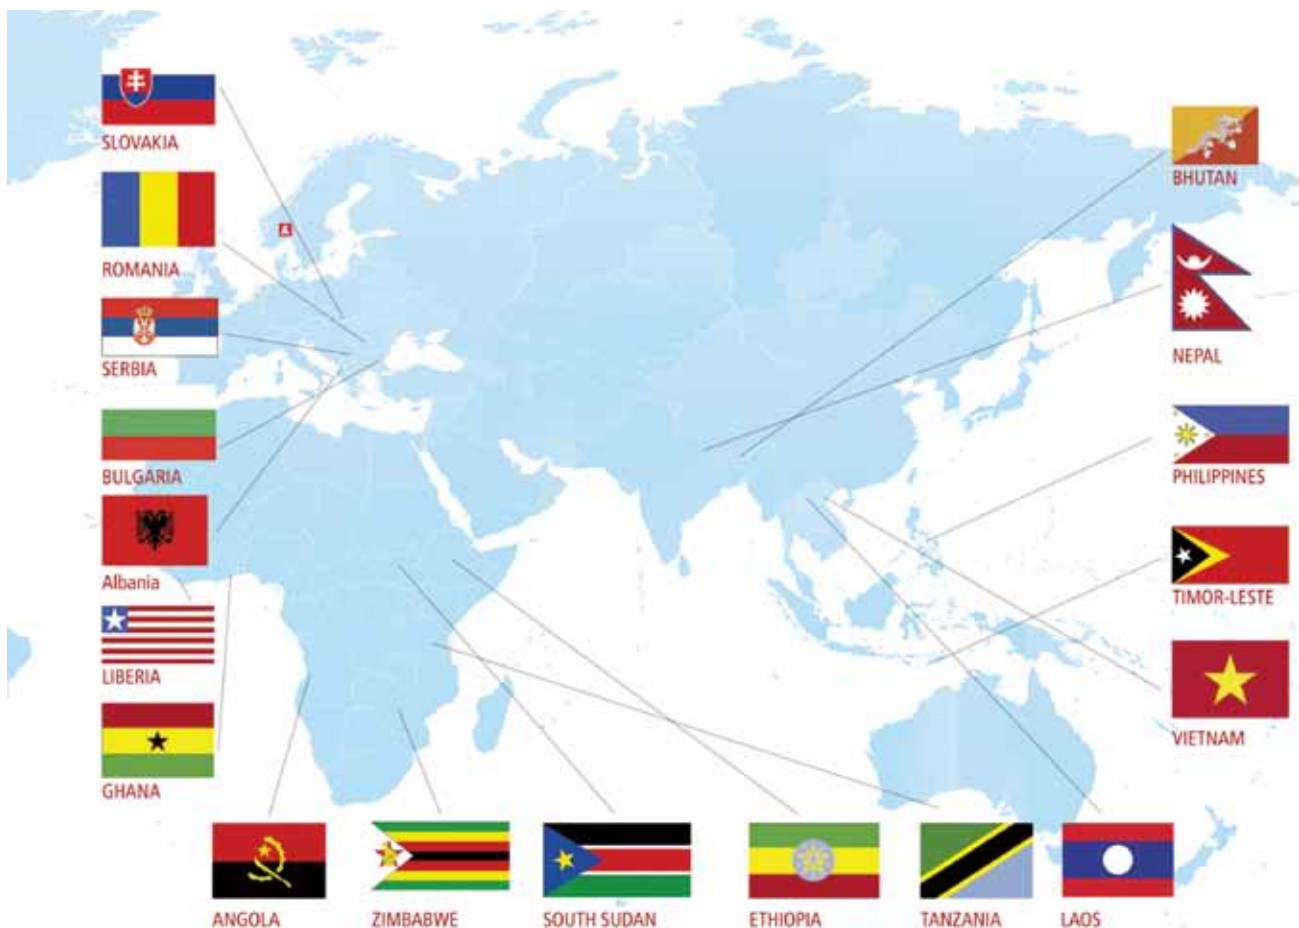 SLOVAKIA
ROMANIA
SERBIA
BULGARIA
Albania
LIBERIA
GHANA
ANGOLA
ZIMBABWE
SOUTH SUDAN
ETHIOPIA
TANZANIA
LAOS
BHUTAN
NEPAL
PHILIPPINES
TIMOR-LESTE
VIETNAM